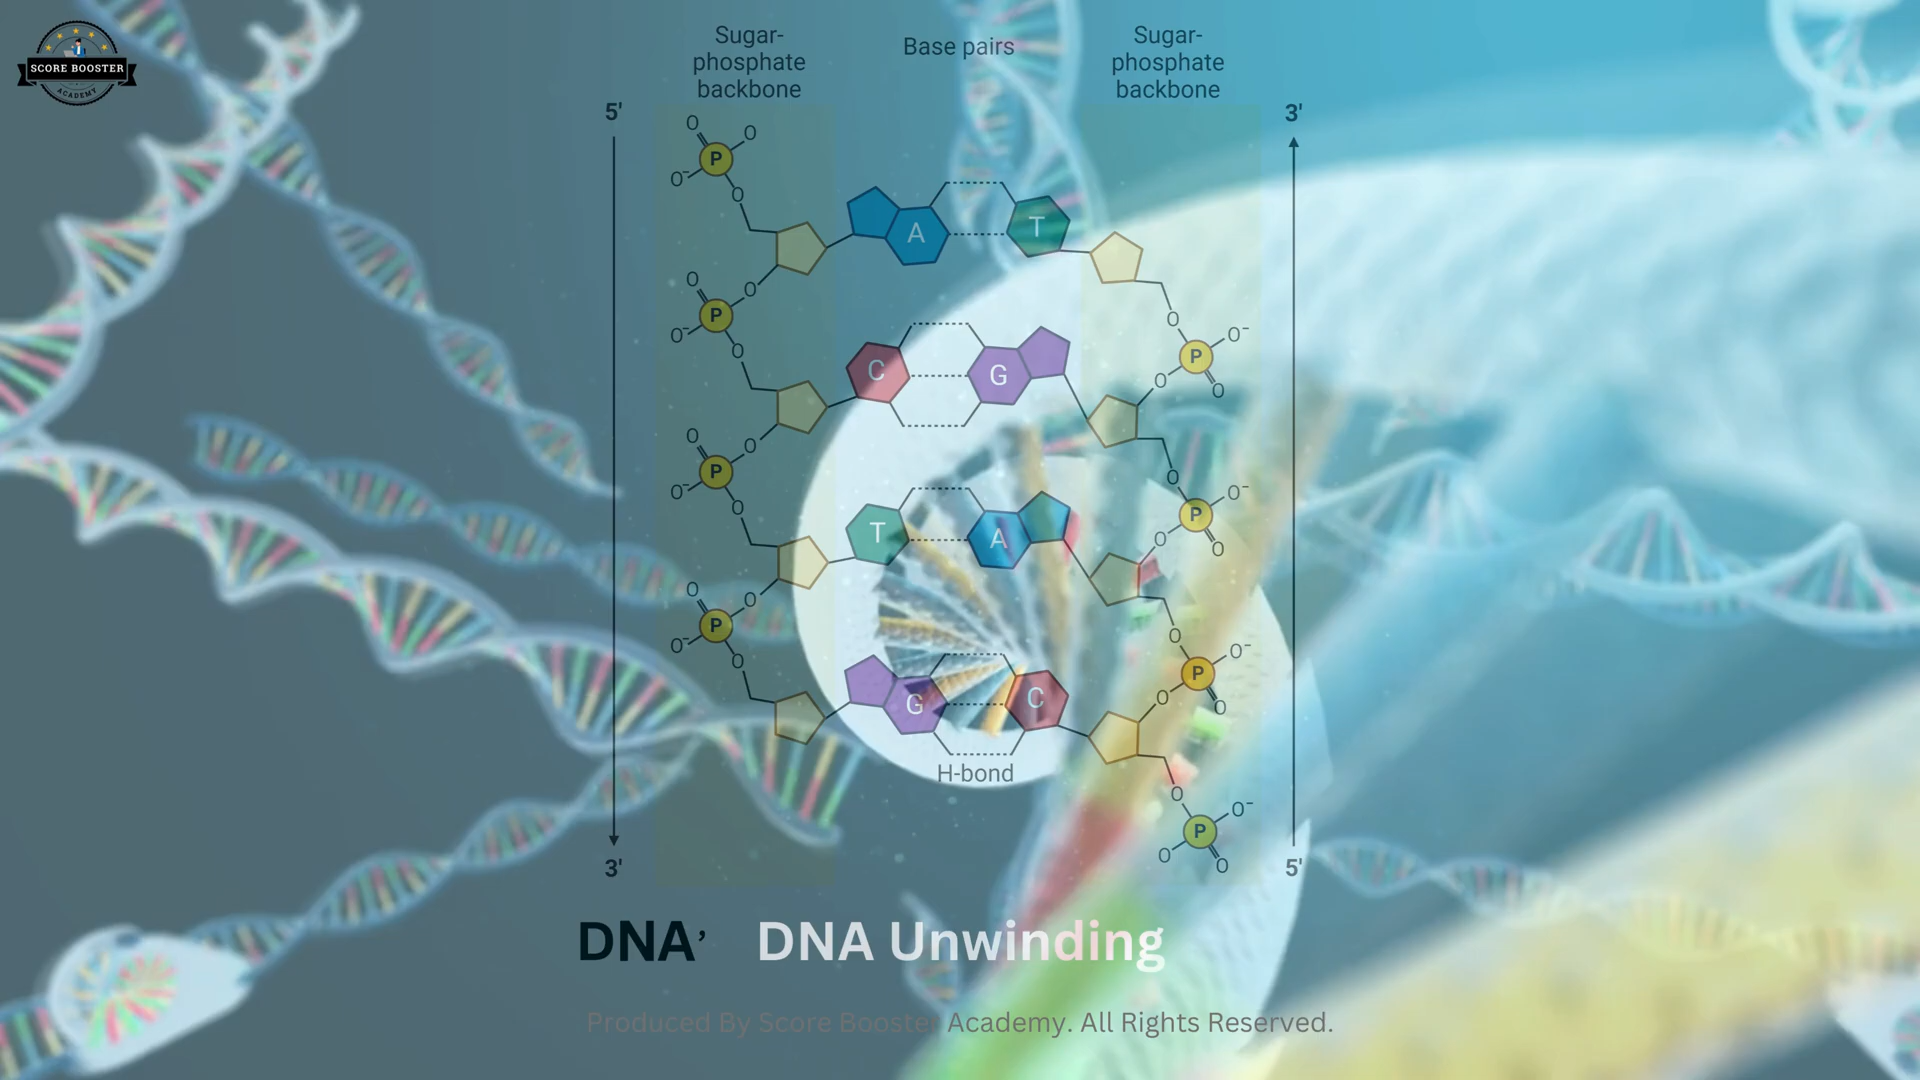 SCORE BOOSTER
ACADEMY
Sugar-
phosphate
backbone
Base pairs
Sugar-
phosphate
backbone
5'
3'
O
O
P
O-
O
A
T
O
P
O-
O
O
O
P
O-
O
C
G
O
P
O-
O
O
O
P
O-
O
T
A
O
P
O-
O
O
O
P
O-
O
G
C
O
P
O-
O
O
H-bond
O
P
O-
O
O
3'
5'
DNA’ DNA Unwinding
Produced By Score Booster Academy. All Rights Reserved.